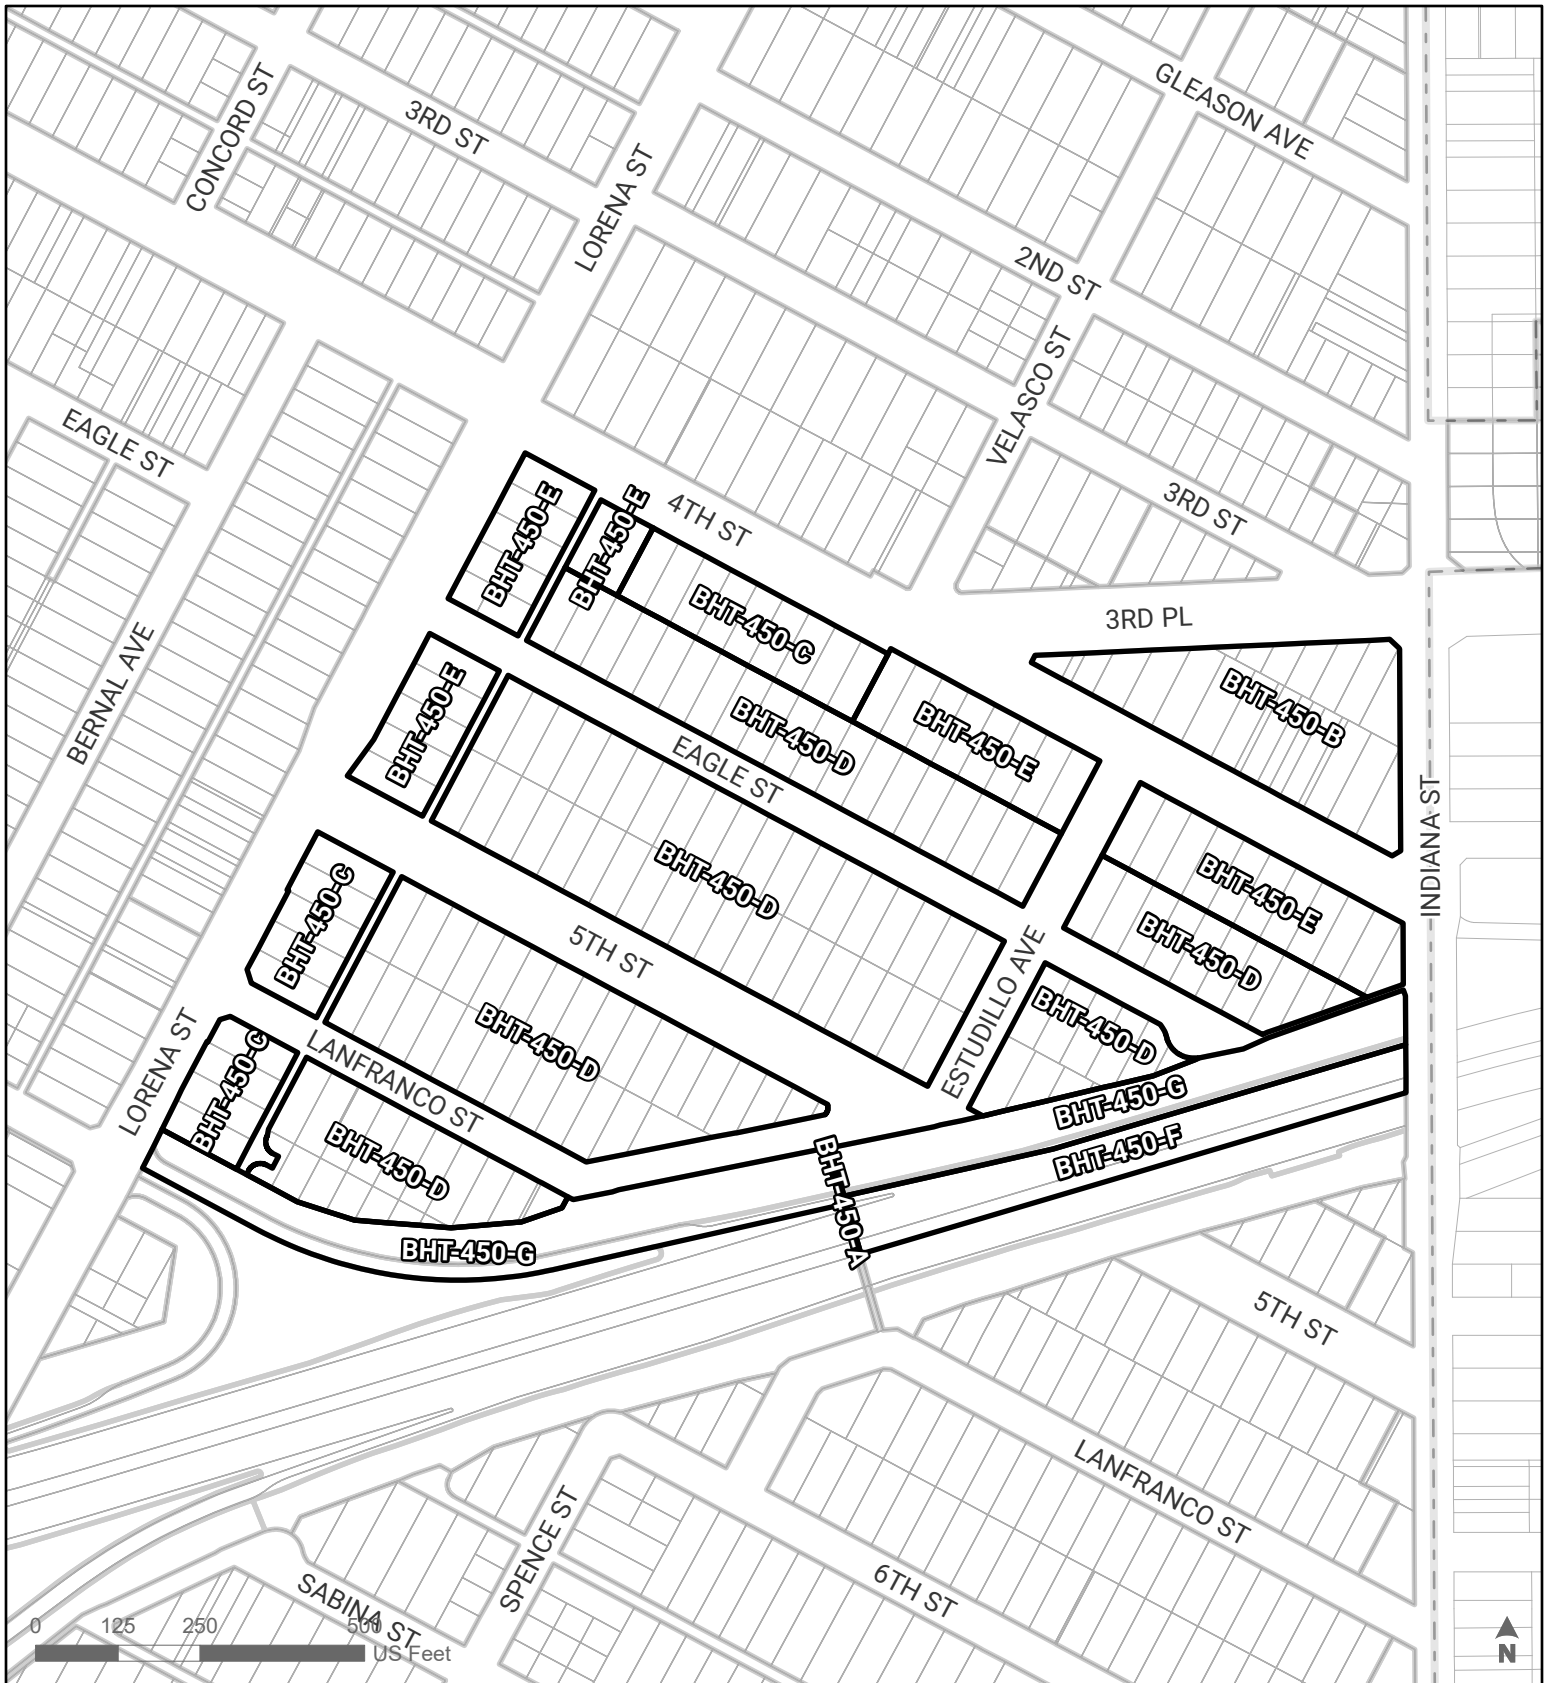 GLEASON AVE
CONCORD ST
3RD ST
LORENA ST
2ND ST
VELASCO ST
EAGLE ST
3RD ST
4TH ST
BHT-450-E
BHT-450-E
BHT-450-C
3RD PL
BERNAL AVE
BHT-450-E
BHT-450-B
BHT-450-D
BHT-450-E
EAGLE ST
INDIANA ST
BHT-450-D
BHT-450-E
BHT-450-C
5TH ST
BHT-450-D
ESTUDILLO AVE
BHT-450-D
BHT-450-D
LORENA ST
LANFRANCO ST
BHT-450-C
BHT-450-G
BHT-450-D
BHT-450-F
BHT-450-A
BHT-450-G
5TH ST
LANFRANCO ST
SPENCE ST
6TH ST
SABINA ST
0 125 250 500
US Feet
N